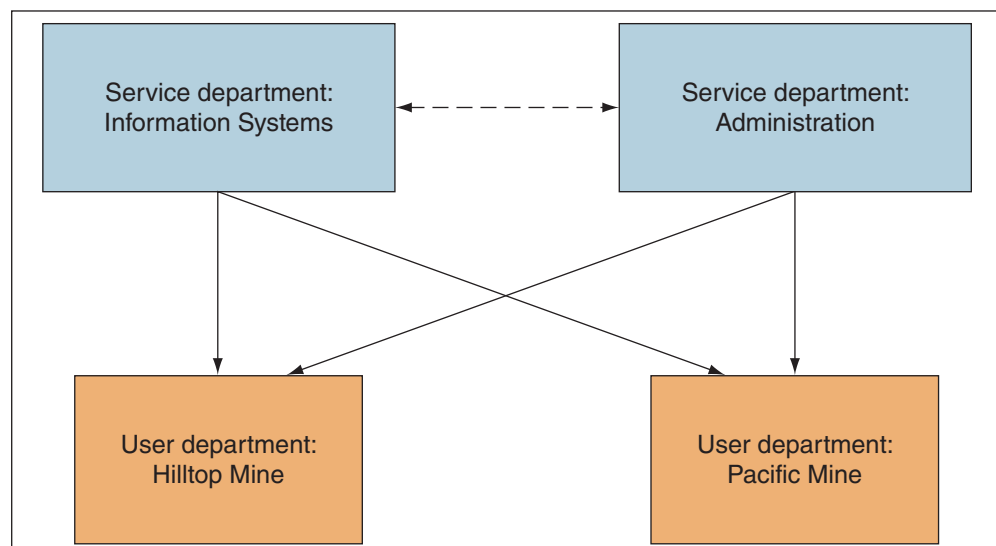 Service department:
Information Systems
Service department:
Administration
User department:
Hilltop Mine
User department:
Pacific Mine